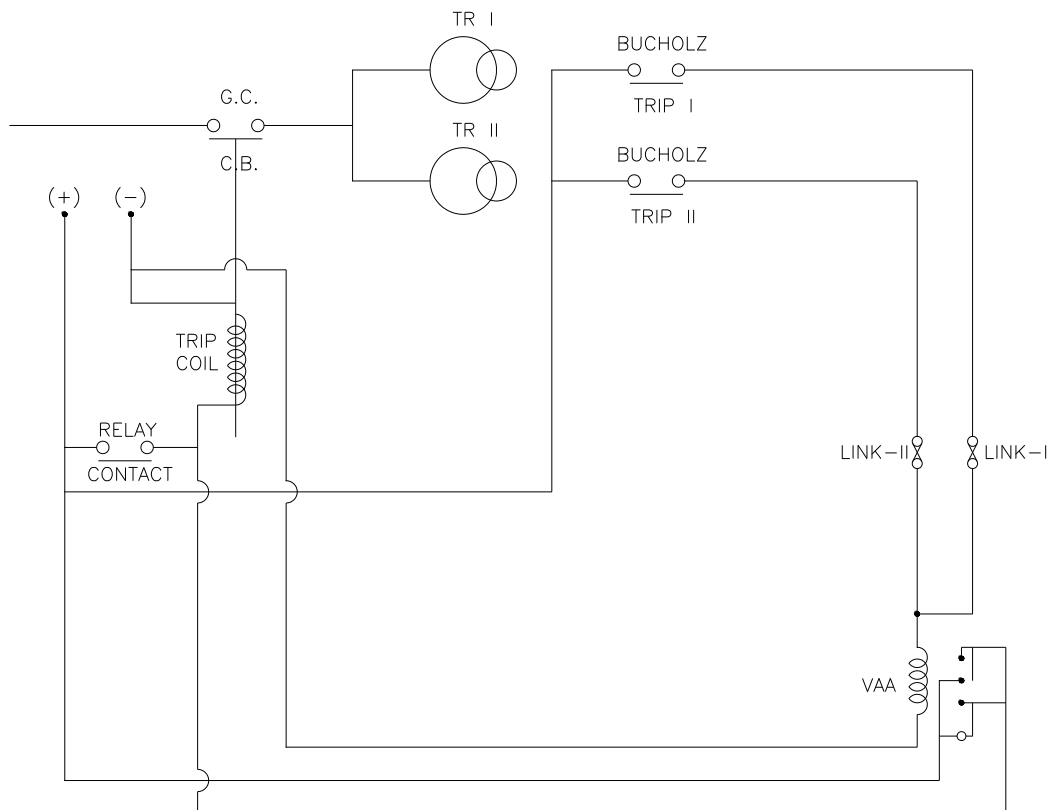 TR I
BUCHOLZ
G.C.
TRIP I
TR II
BUCHOLZ
C.B.
(+) (-)
TRIP II
TRIP
COIL
RELAY
CONTACT
LINK-II
LINK-I
VAA